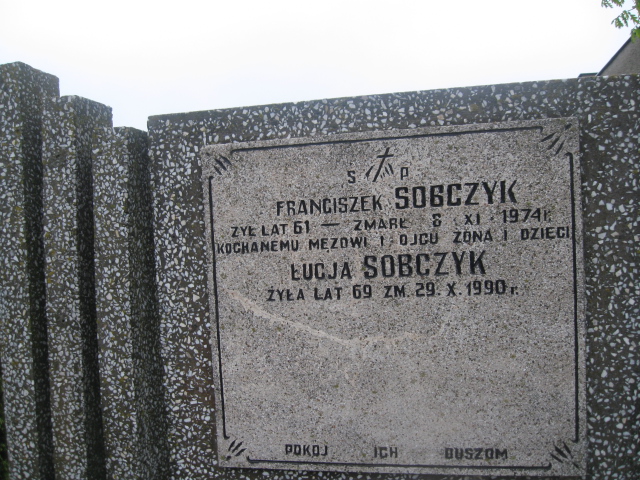 S P
FRANCISZEK SOBCZYK
ŻYŁ LAT 61 — ZMARŁ 8 XI. 1974 r.
KOCHANEMU MĘŻOWI I OJCU ŻONA I DZIECI
ŁUCJA SOBCZYK
ŻYŁA LAT 69 ZM. 29. X. 1990 r.
POKÓJ ICH DUSZOM